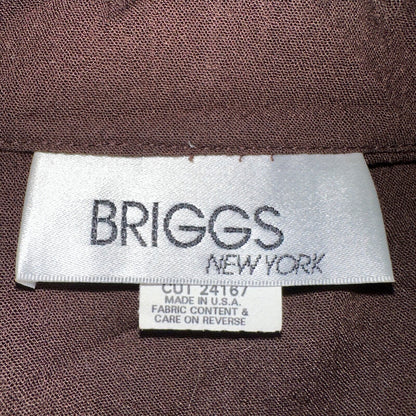 BRIGGS
NEW YORK
CUT 24167
MADE IN U.S.A.
FABRIC CONTENT &
CARE ON REVERSE